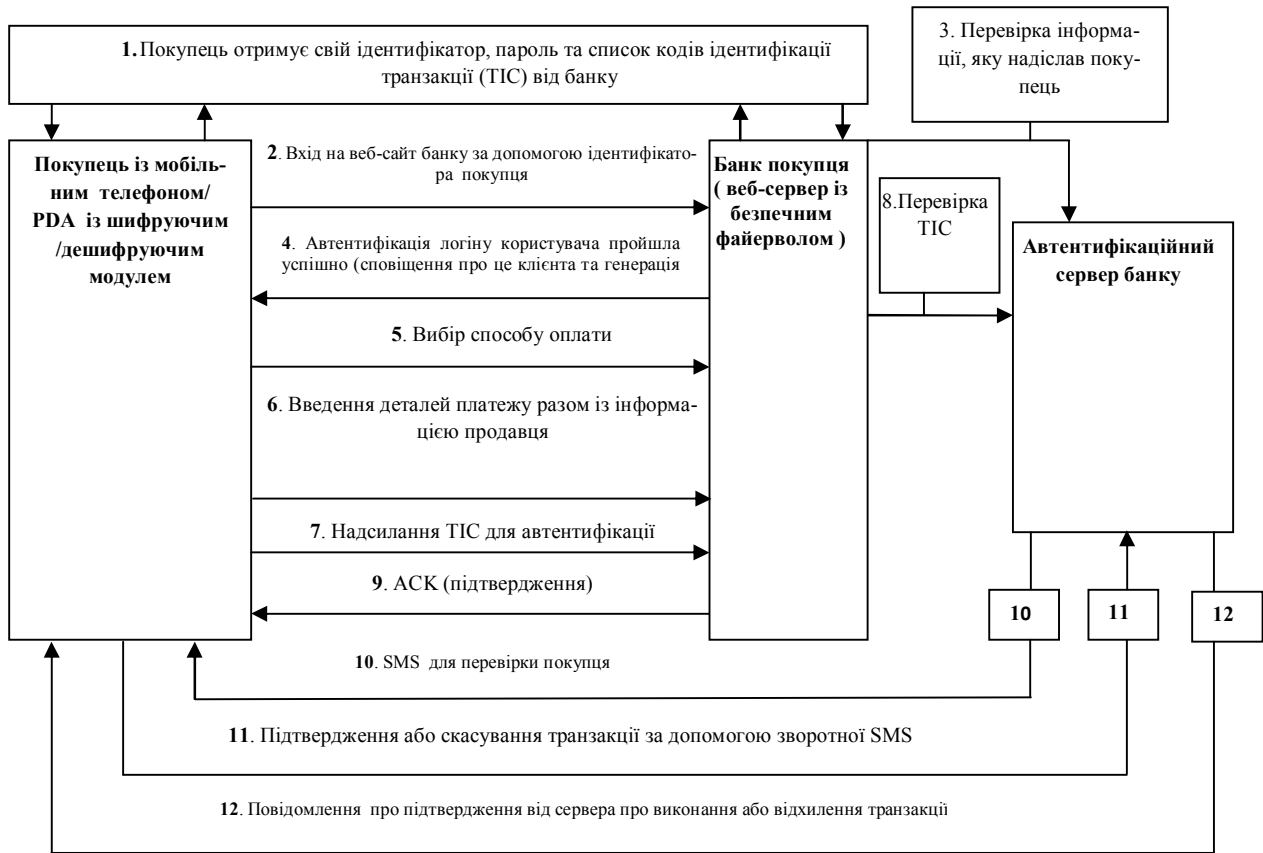 1.Покупець отримує свій ідентифікатор, пароль та список кодів ідентифікації
транзакції (TIC) від банку
3. Перевірка інформа-
ції, яку надіслав поку-
пець
Покупець із мобіль-
ним телефоном/
PDA із шифруючим
/дешифруючим
модулем
2. Вхід на веб-сайт банку за допомогою ідентифікато-
ра покупця
4. Автентифікація логіну користувача пройшла
успішно (сповіщення про це клієнта та генерація
5. Вибір способу оплати
6. Введення деталей платежу разом із інформа-
цією продавця
7. Надсилання TIC для автентифікації
9. ACK (підтвердження)
Банк покупця
( веб-сервер із
безпечним
файерволом )
8.Перевірка
TIC
Автентифікаційний
сервер банку
10
11
12
10. SMS для перевірки покупця
11. Підтвердження або скасування транзакції за допомогою зворотної SMS
12. Повідомлення про підтвердження від сервера про виконання або відхилення транзакції